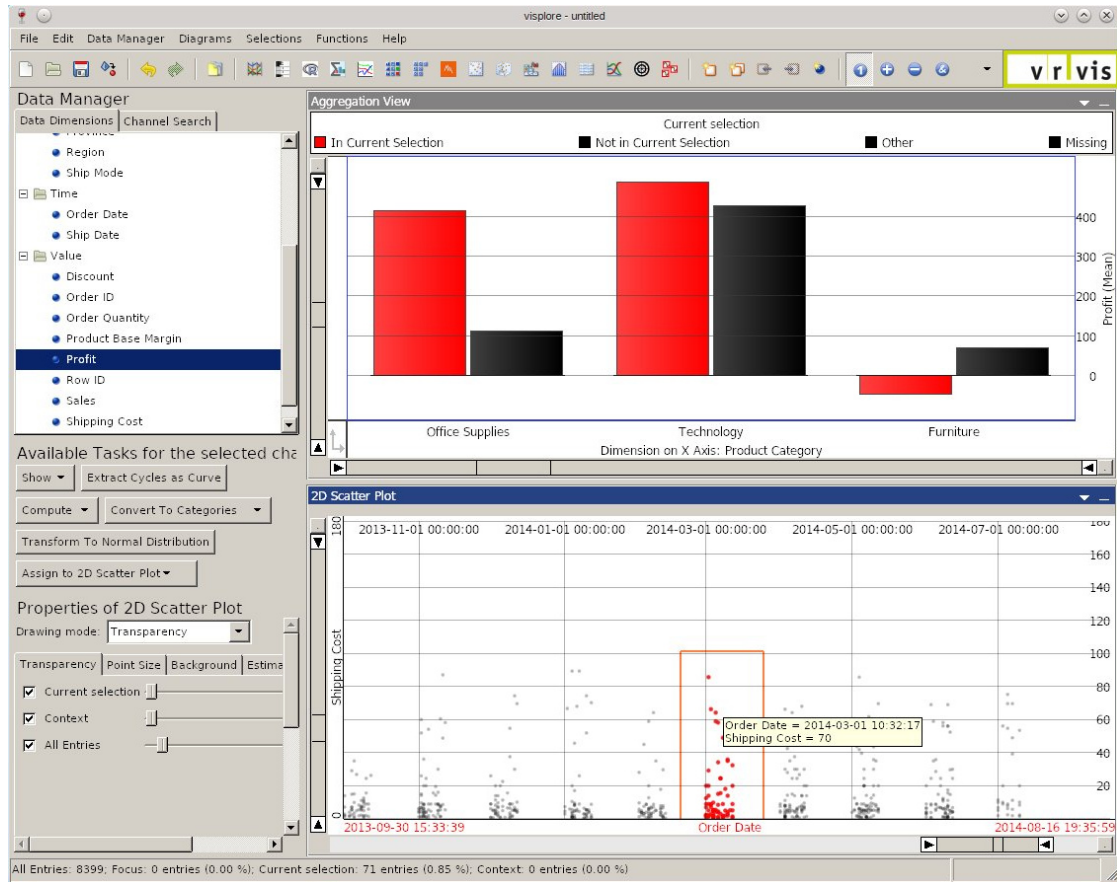 visplore - untitled
File Edit Data Manager Diagrams Selections Functions Help
vrvis
Data Manager
Data Dimensions Channel Search
Province
Region
Ship Mode
Time
Order Date
Ship Date
Value
Discount
Order ID
Order Quantity
Product Base Margin
Profit
Row ID
Sales
Shipping Cost
Available Tasks for the selected cha
Show Extract Cycles as Curve
Compute Convert To Categories
Transform To Normal Distribution
Assign to 2D Scatter Plot
Properties of 2D Scatter Plot
Drawing mode: Transparency
Transparency Point Size Background Estima
Current selection
Context
All Entries
Aggregation View
Current selection
In Current Selection Not in Current Selection Other Missing
400
300
200
100
0
Profit (Mean)
Office Supplies Technology Furniture
Dimension on X Axis: Product Category
2D Scatter Plot
180
2013-11-01 00:00:00 2014-01-01 00:00:00 2014-03-01 00:00:00 2014-05-01 00:00:00 2014-07-01 00:00:00
180
160
140
120
100
80
60
40
20
Shipping Cost
0
Order Date = 2014-03-01 10:32:17
Shipping Cost = 70
2013-09-30 15:33:39 Order Date 2014-08-16 19:35:59
All Entries: 8399; Focus: 0 entries (0.00 %); Current selection: 71 entries (0.85 %); Context: 0 entries (0.00 %)